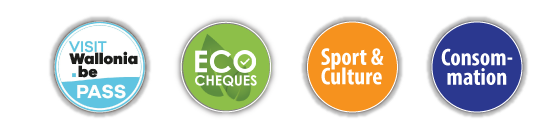 VISIT
Wallonia
.be
PASS
ECO
CHEQUES
Sport &
Culture
Consom-
mation